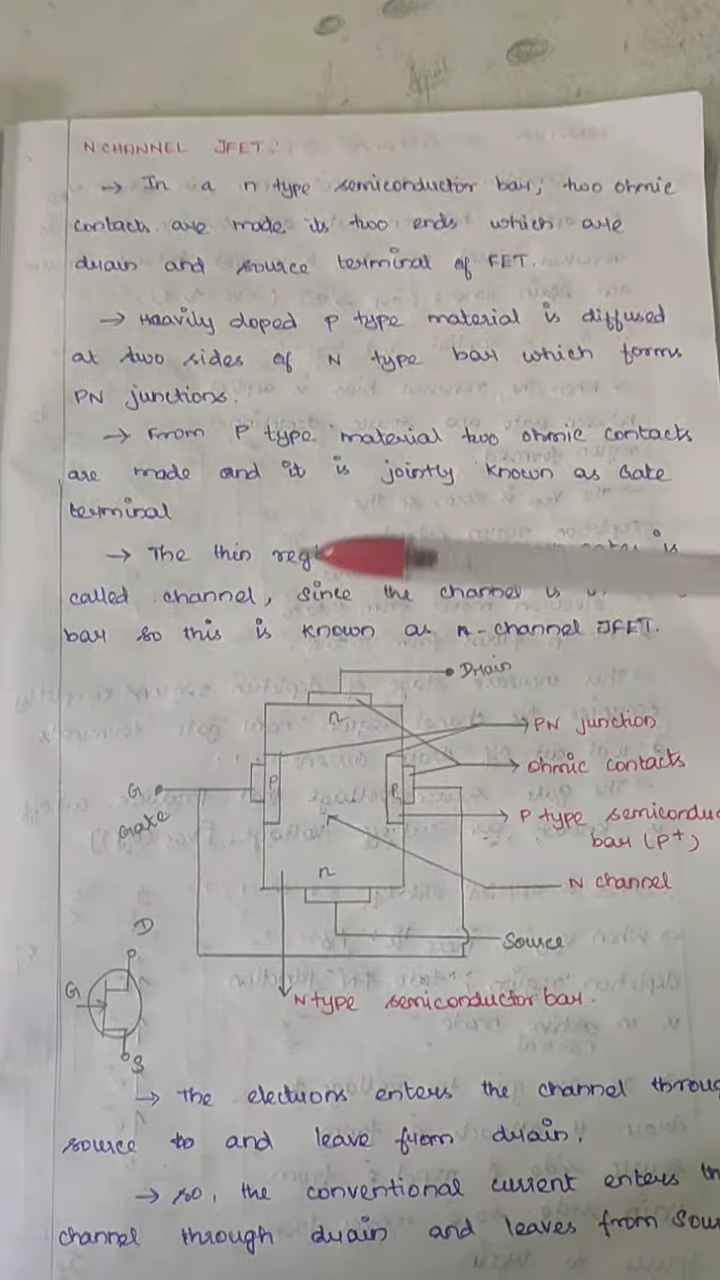 N CHANNEL JFET:
→ In a n type semiconductor bar, two ohmic
contacts are made its two ends which are
drain and source terminal of FET.
→ Heavily doped P type material is diffused
at two sides of N type bar which forms
PN junctions.
→ From P type material two ohmic contacts
are made and it is jointly known as Gate
terminal
→ The thin reg is
called channel, since the channel is
bar so this is known as n-channel JFET.
Drain
n
PN junction
ohmic contacts
G
Gate
P
P
P type semicondu
bar (P+)
n
N channel
Source
D
G
N type semiconductor bar.
S
→ The electrons enters the channel throug
source to and leave from drain.
→ so, the conventional current enters th
channel through drain and leaves from sour